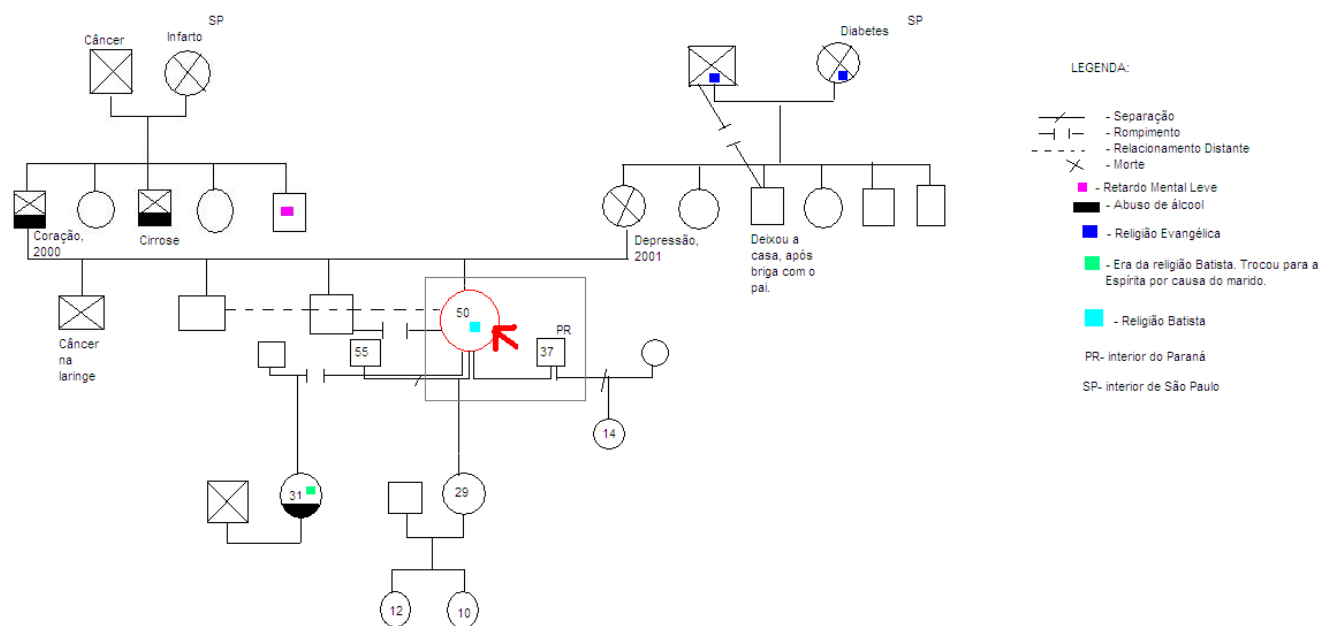 SP
Câncer
Infarto
Diabetes
SP
LEGENDA:
- Separação
- Rompimento
- Relacionamento Distante
- Morte
- Retardo Mental Leve
- Abuso de álcool
- Religião Evangélica
- Era da religião Batista. Trocou para a
Espírita por causa do marido.
- Religião Batista
PR- interior do Paraná
SP- interior de São Paulo
Coração,
2000
Cirrose
Depressão,
2001
Deixou a
casa, após
briga com o
pai.
Câncer
na
laringe
50
PR
55
37
14
31
29
12
10